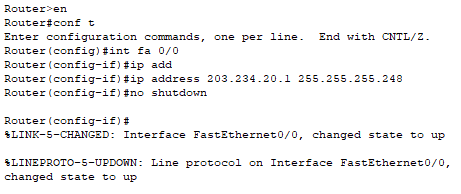 Router>en
Router#conf t
Enter configuration commands, one per line.  End with CNTL/Z.
Router(config)#int fa 0/0
Router(config-if)#ip add
Router(config-if)#ip address 203.234.20.1 255.255.255.248
Router(config-if)#no shutdown
Router(config-if)#
%LINK-5-CHANGED: Interface FastEthernet0/0, changed state to up
%LINEPROTO-5-UPDOWN: Line protocol on Interface FastEthernet0/0,
changed state to up